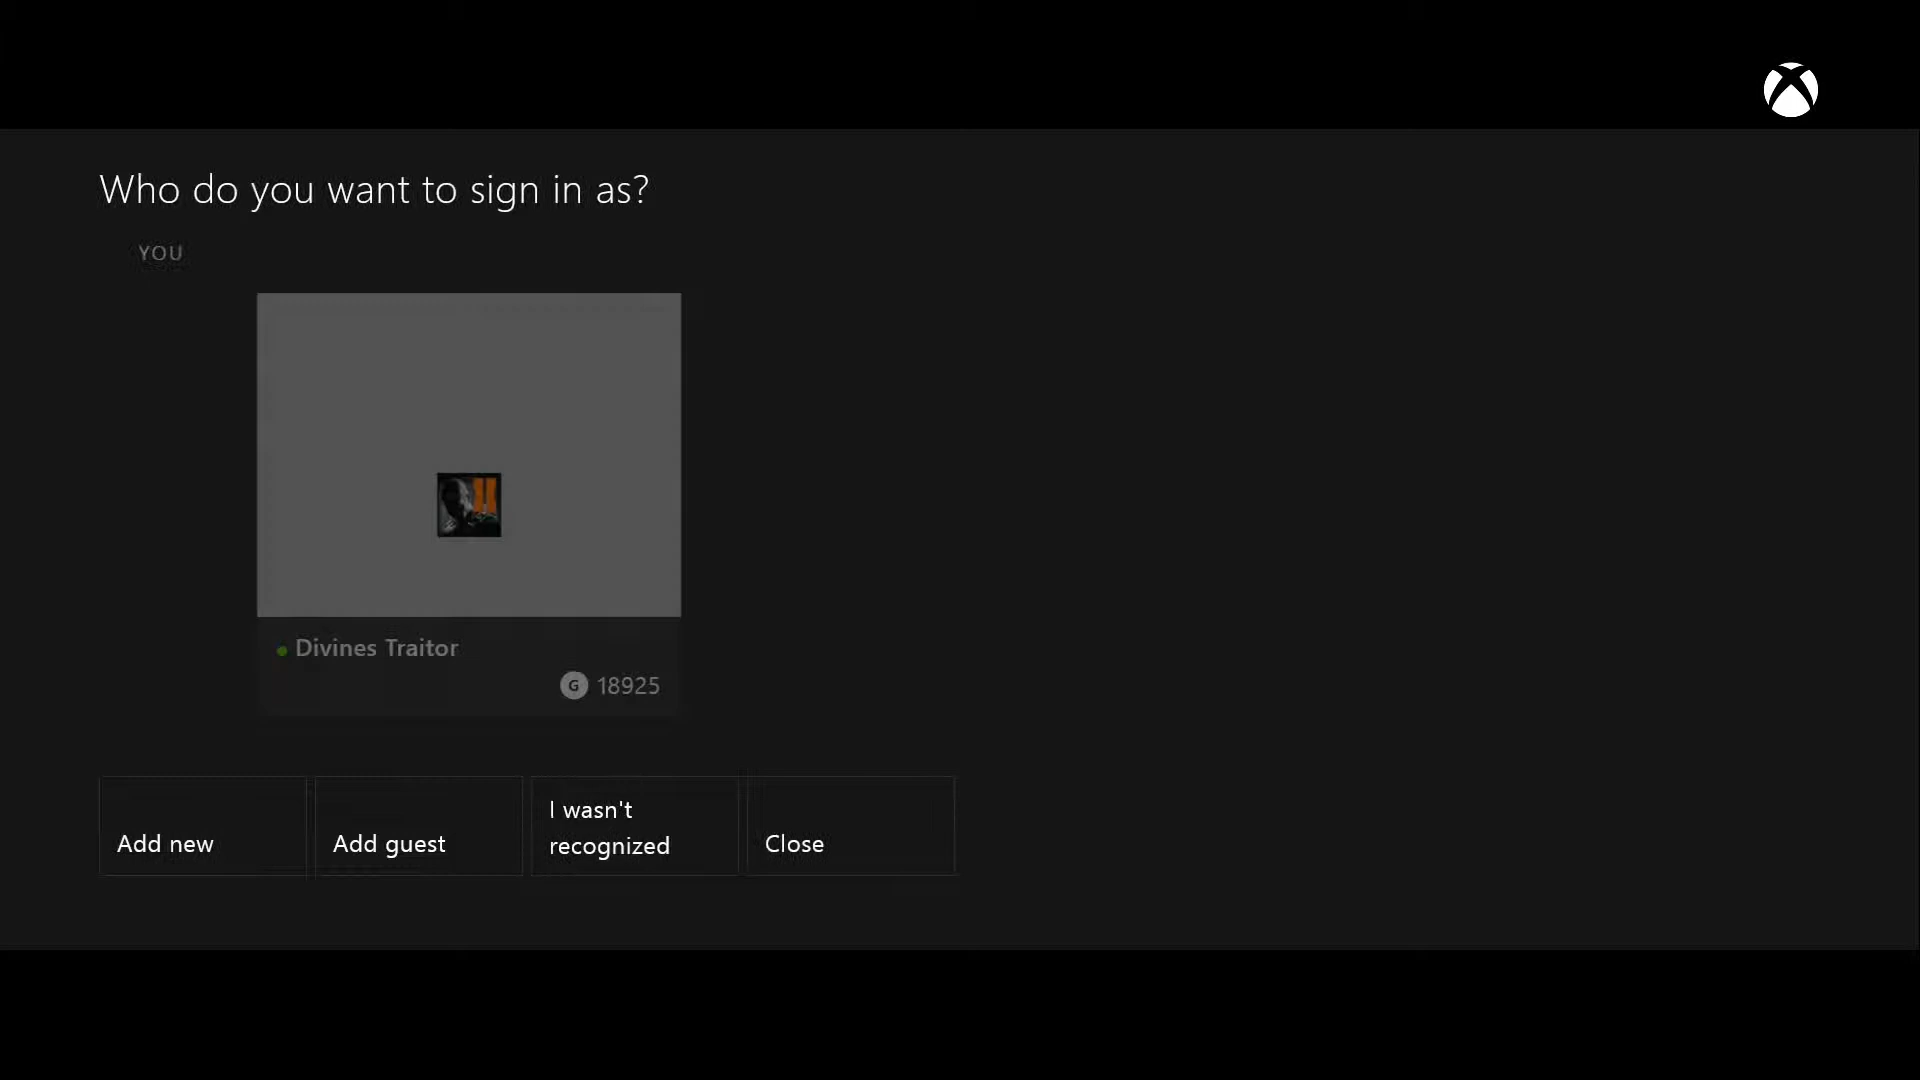 Who do you want to sign in as?
YOU
Divines Traitor
G 18925
Add new
Add guest
I wasn't
recognized
Close